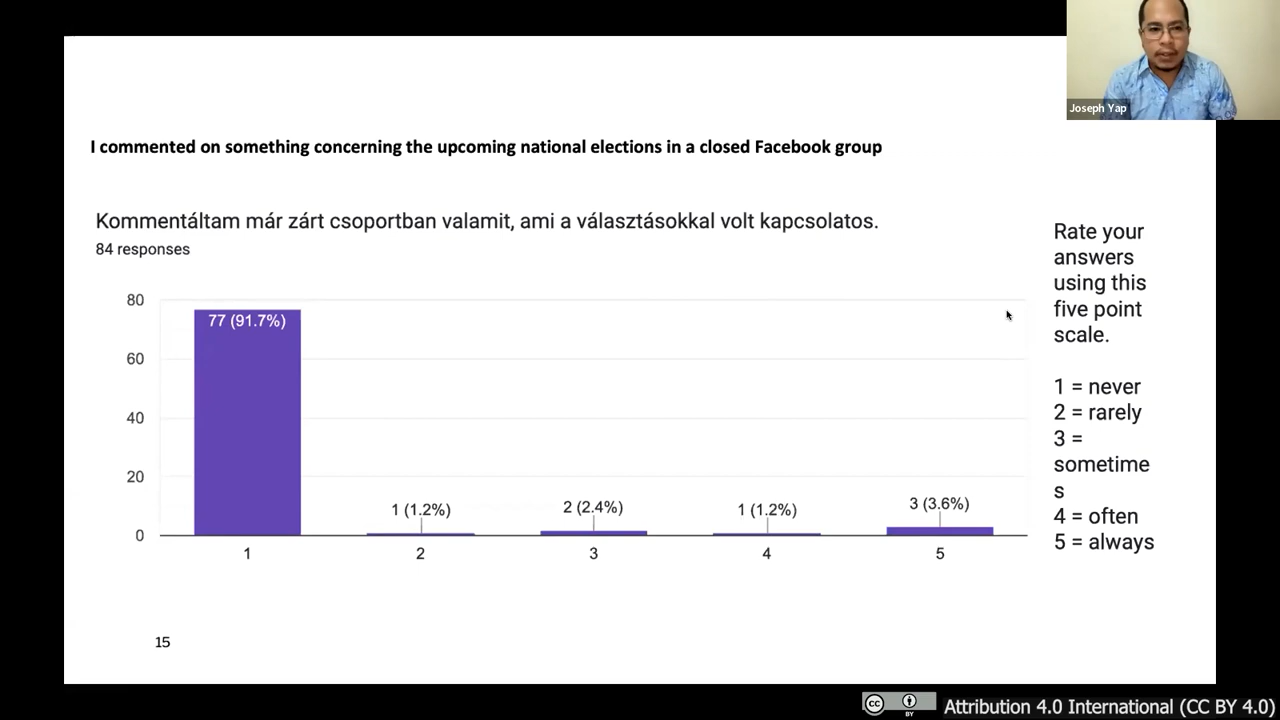 Joseph Yap
I commented on something concerning the upcoming national elections in a closed Facebook group
Kommentáltam már zárt csoportban valamit, ami a választásokkal volt kapcsolatos.
84 responses
80
60
40
20
0
77 (91.7%)
1 (1.2%)
2 (2.4%)
1 (1.2%)
3 (3.6%)
1
2
3
4
5
Rate your
answers
using this
five point
scale.
1 = never
2 = rarely
3 =
sometime
s
4 = often
5 = always
15
cc
BY
Attribution 4.0 International (CC BY 4.0)